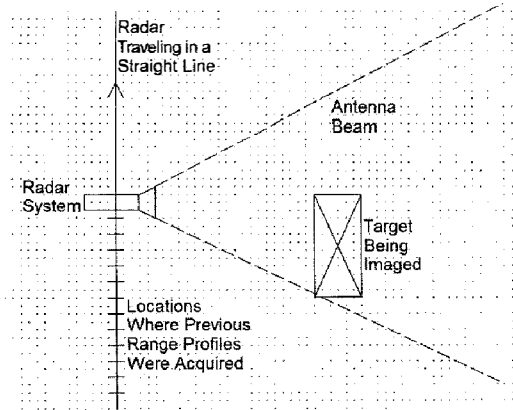 Radar
Traveling in a
Straight Line
Antenna
Beam
Radar
System
Target
Being
Imaged
Locations
Where Previous
Range Profiles
Were Acquired